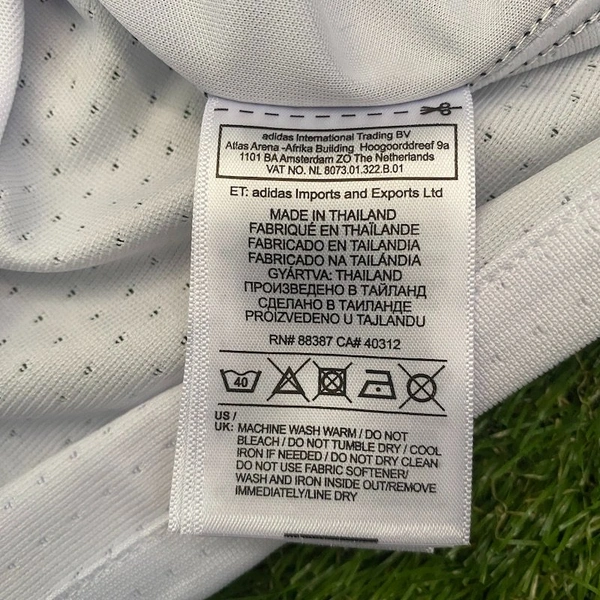 adidas International Trading BV
Atlas Arena -Afrika Building Hoogoorddreef 9a
1101 BA Amsterdam ZO The Netherlands
VAT NO. NL 8073.01.322.B.01
ET: adidas Imports and Exports Ltd
MADE IN THAILAND
FABRIQUÉ EN THAÏLANDE
FABRICADO EN TAILANDIA
FABRICADO NA TAILÁNDIA
GYÁRTVA: THAILAND
ПРОИЗВЕДЕНО В ТАЙЛАНД
СДЕЛАНО В ТАИЛАНДЕ
PROIZVEDENO U TAJLANDU
RN# 88387 CA# 40312
40
US /
UK: MACHINE WASH WARM / DO NOT
BLEACH / DO NOT TUMBLE DRY / COOL
IRON IF NEEDED / DO NOT DRY CLEAN
DO NOT USE FABRIC SOFTENER/
WASH AND IRON INSIDE OUT/REMOVE
IMMEDIATELY/LINE DRY